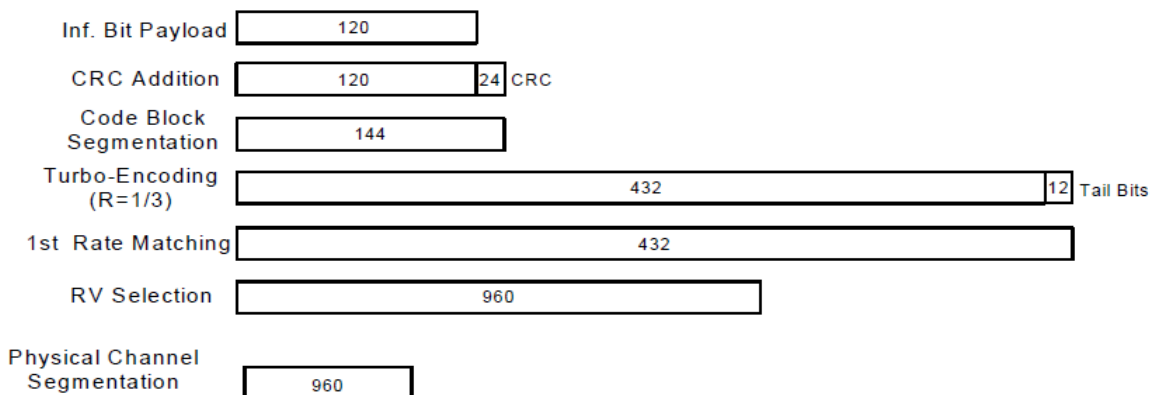 Inf. Bit Payload 120
CRC Addition 120 24 CRC
Code Block
Segmentation 144
Turbo-Encoding
(R=1/3) 432 12 Tail Bits
1st Rate Matching 432
RV Selection 960
Physical Channel
Segmentation 960